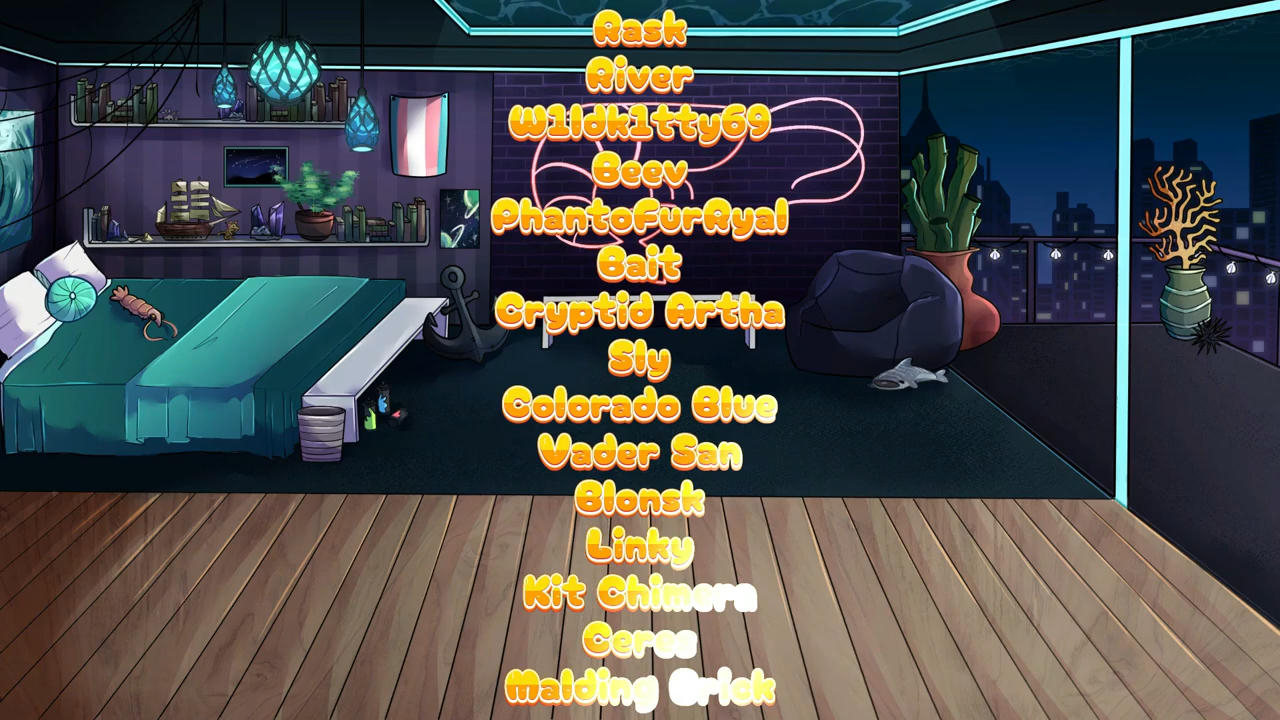 Rask
River
W1ldk1tty69
Beev
PhantoFurRyal
Bait
Cryptid Artha
Sly
Colorado Blue
Vader San
Blonsk
Linky
Kit Chimera
Ceres
Malding Brick